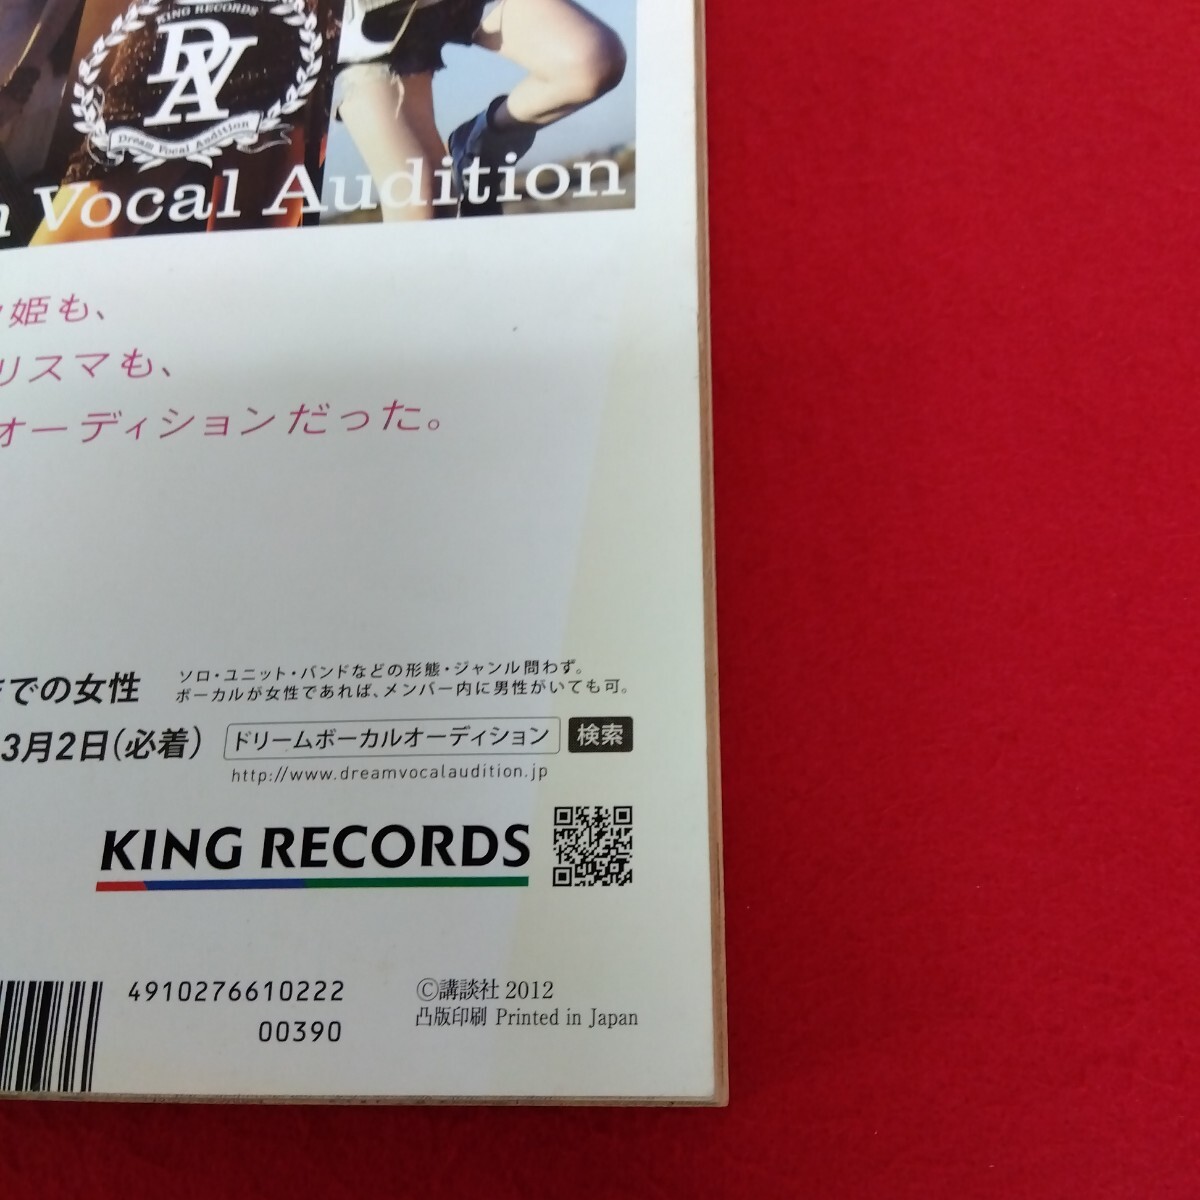 KING RECORDS
DVA
Dream Vocal Audition
Vocal Audition
姫も、
リスマも、
オーディションだった。
での女性
ソロ・ユニット・バンドなどの形態・ジャンル問わず。
ボーカルが女性であれば、メンバー内に男性がいても可。
3月2日(必着)
ドリームボーカルオーディション 検索
http://www.dreamvocalaudition.jp
KING RECORDS
4910276610222
00390
©講談社 2012
凸版印刷 Printed in Japan